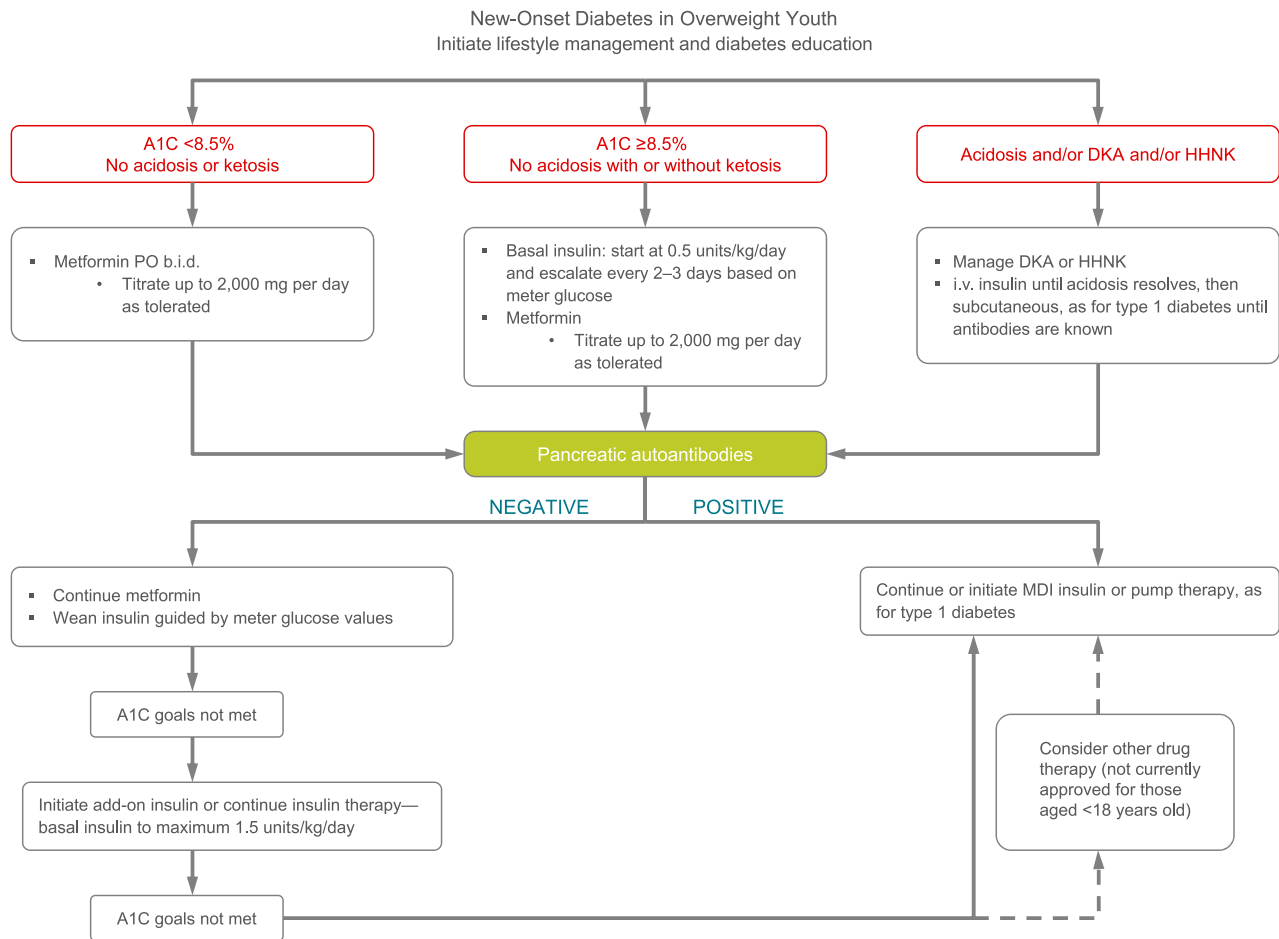 New-Onset Diabetes in Overweight Youth
Initiate lifestyle management and diabetes education
A1C <8.5%
No acidosis or ketosis
A1C ≥8.5%
No acidosis with or without ketosis
Acidosis and/or DKA and/or HHNK
▪ Metformin PO b.i.d.
• Titrate up to 2,000 mg per day
as tolerated
▪ Basal insulin: start at 0.5 units/kg/day
and escalate every 2–3 days based on
meter glucose
▪ Metformin
• Titrate up to 2,000 mg per day
as tolerated
▪ Manage DKA or HHNK
▪ i.v. insulin until acidosis resolves, then
subcutaneous, as for type 1 diabetes until
antibodies are known
Pancreatic autoantibodies
NEGATIVE
POSITIVE
▪ Continue metformin
▪ Wean insulin guided by meter glucose values
Continue or initiate MDI insulin or pump therapy, as
for type 1 diabetes
A1C goals not met
Initiate add-on insulin or continue insulin therapy—
basal insulin to maximum 1.5 units/kg/day
A1C goals not met
Consider other drug
therapy (not currently
approved for those
aged <18 years old)